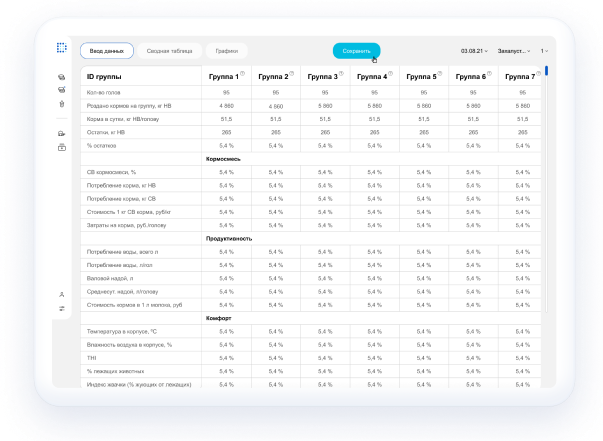 Ввод данных Сводная таблица Графики Сохранить 03.08.21 Запалуст... 1
ID группы Группа 1 Группа 2 Группа 3 Группа 4 Группа 5 Группа 6 Группа 7
Кол-во голов 95 95 95 95 95 95 95
Роздано кормов на группу, кг НВ 4 860 4 860 5 860 5 860 5 860 5 860 5 860
Корма в сутки, кг НВ/голову 51,5 51,5 51,5 51,5 51,5 51,5 51,5
Остатки, кг НВ 265 265 265 265 265 265 265
% остатков 5,4 % 5,4 % 5,4 % 5,4 % 5,4 % 5,4 % 5,4 %
Кормосмесь
СВ кормосмеси, % 5,4 % 5,4 % 5,4 % 5,4 % 5,4 % 5,4 % 5,4 %
Потребление корма, кг НВ 5,4 % 5,4 % 5,4 % 5,4 % 5,4 % 5,4 % 5,4 %
Потребление корма, кг СВ 5,4 % 5,4 % 5,4 % 5,4 % 5,4 % 5,4 % 5,4 %
Стоимость 1 кг СВ корма, руб/кг 5,4 % 5,4 % 5,4 % 5,4 % 5,4 % 5,4 % 5,4 %
Затраты на корма, руб./голову 5,4 % 5,4 % 5,4 % 5,4 % 5,4 % 5,4 % 5,4 %
Продуктивность
Потребление воды, всего л 5,4 % 5,4 % 5,4 % 5,4 % 5,4 % 5,4 % 5,4 %
Потребление воды, л/гол 5,4 % 5,4 % 5,4 % 5,4 % 5,4 % 5,4 % 5,4 %
Валовой надой, л 5,4 % 5,4 % 5,4 % 5,4 % 5,4 % 5,4 % 5,4 %
Среднесут. надой, л/голову 5,4 % 5,4 % 5,4 % 5,4 % 5,4 % 5,4 % 5,4 %
Стоимость кормов в 1 л молока, руб 5,4 % 5,4 % 5,4 % 5,4 % 5,4 % 5,4 % 5,4 %
Комфорт
Температура в корпусе, °С 5,4 % 5,4 % 5,4 % 5,4 % 5,4 % 5,4 % 5,4 %
Влажность воздуха в корпусе, % 5,4 % 5,4 % 5,4 % 5,4 % 5,4 % 5,4 % 5,4 %
THI 5,4 % 5,4 % 5,4 % 5,4 % 5,4 % 5,4 % 5,4 %
% лежащих животных 5,4 % 5,4 % 5,4 % 5,4 % 5,4 % 5,4 % 5,4 %
Индекс жвачки (% жующих от лежащих) 5,4 % 5,4 % 5,4 % 5,4 % 5,4 % 5,4 % 5,4 %